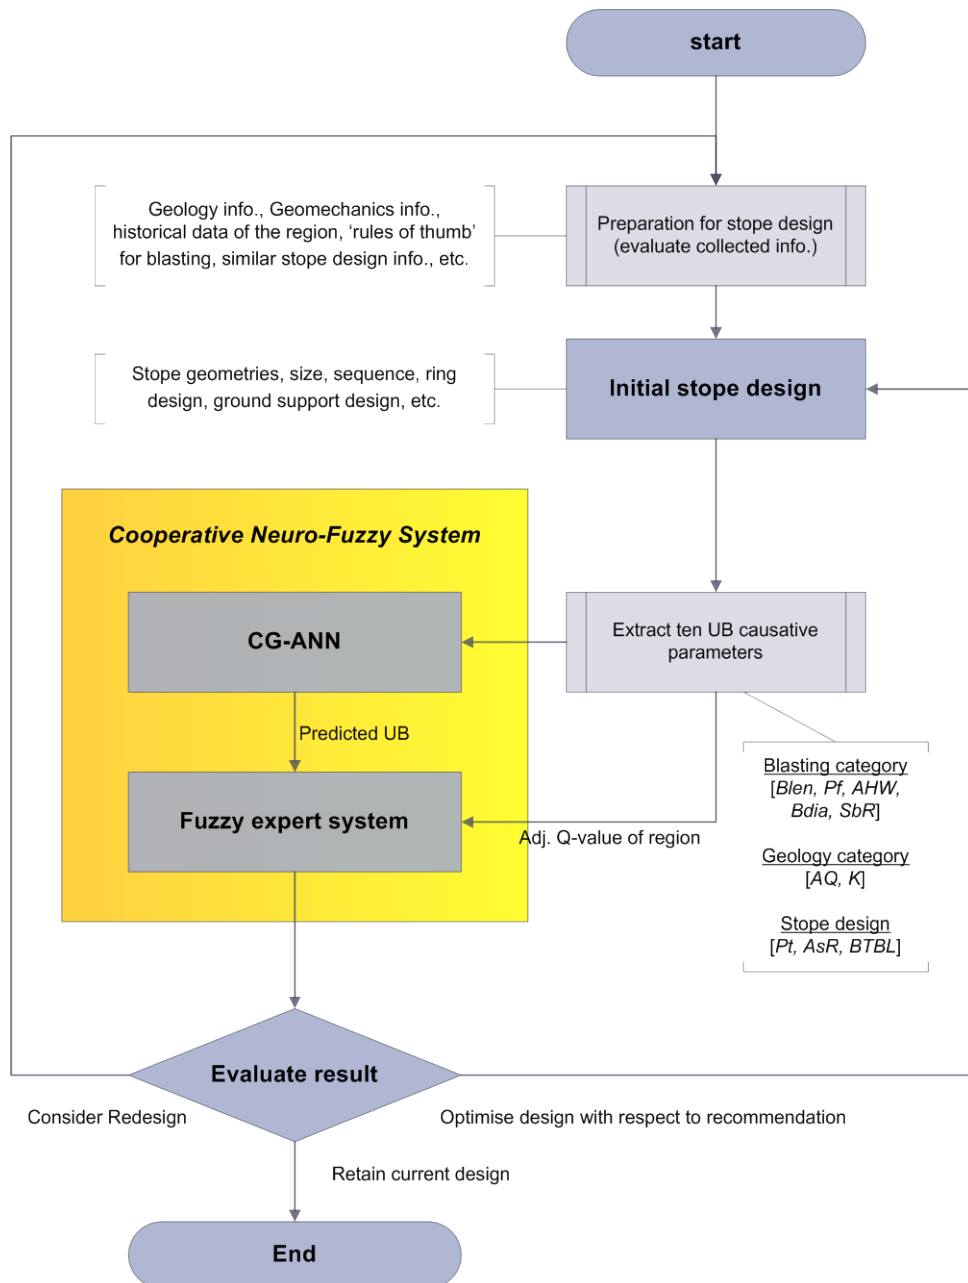 start
Geology info., Geomechanics info.,
historical data of the region, ‘rules of thumb’
for blasting, similar stope design info., etc.
Preparation for stope design
(evaluate collected info.)
Stope geometries, size, sequence, ring
design, ground support design, etc.
Initial stope design
Cooperative Neuro-Fuzzy System
CG-ANN
Extract ten UB causative
parameters
Predicted UB
Fuzzy expert system
Adj. Q-value of region
Blasting category
[Blen, Pf, AHW,
Bdia, SbR]
Geology category
[AQ, K]
Stope design
[Pt, AsR, BTBL]
Evaluate result
Consider Redesign
Optimise design with respect to recommendation
Retain current design
End